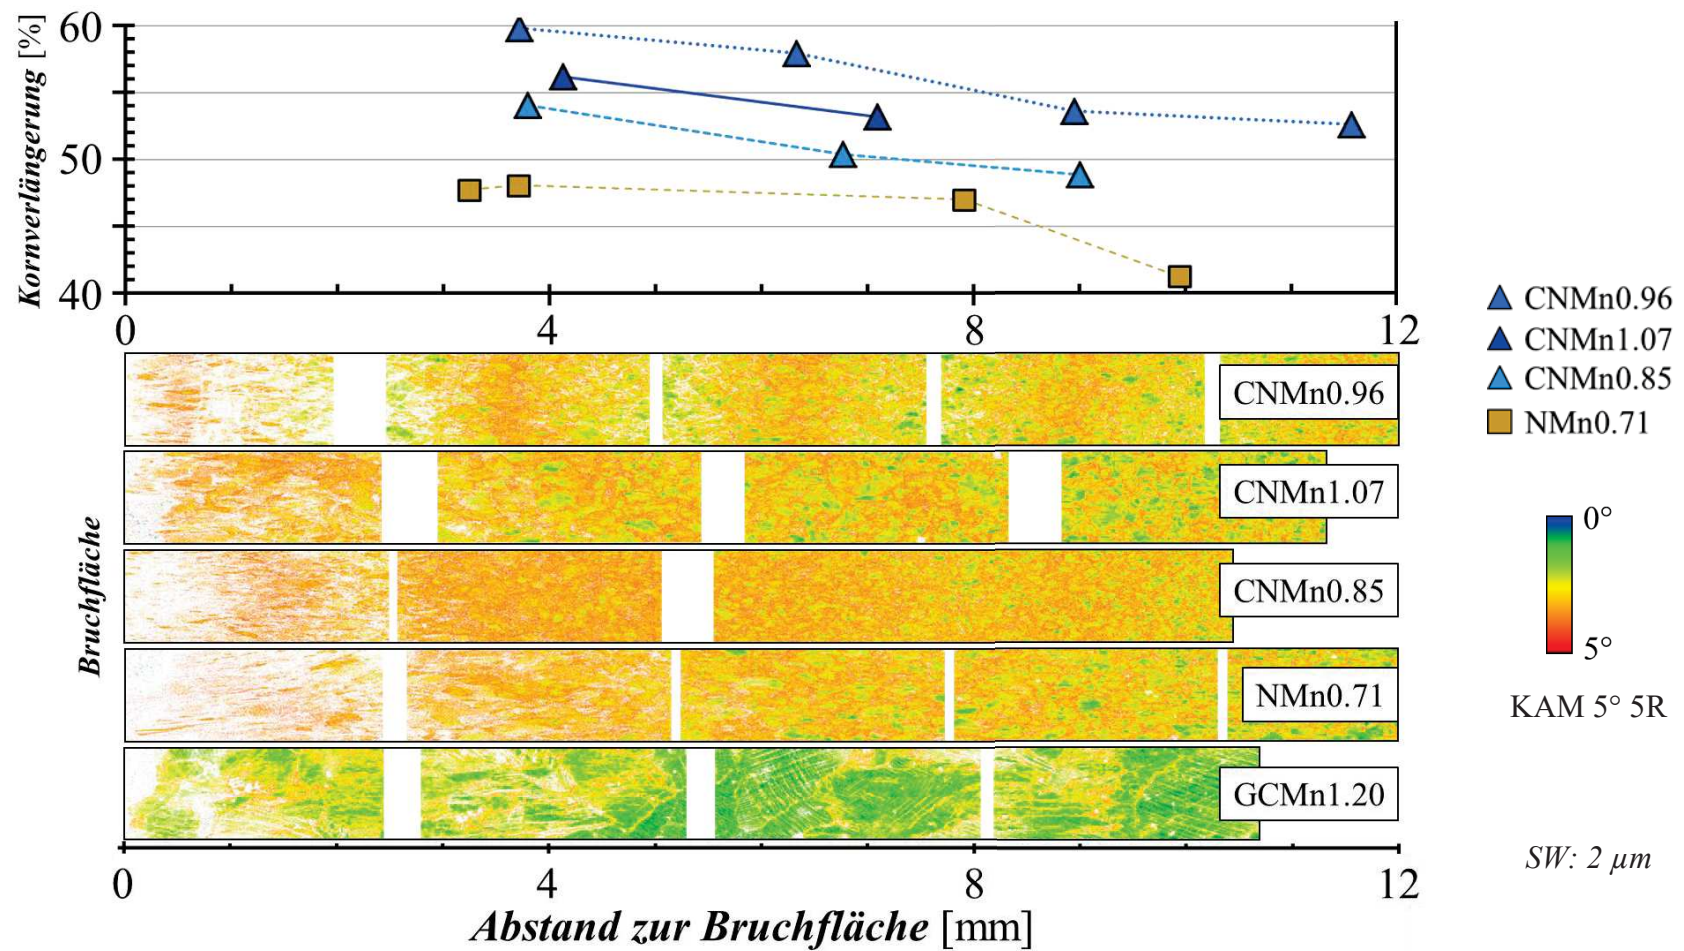 Kornverlängerung [%]
60
50
40
0 4 8 12
CNMn0.96
CNMn1.07
CNMn0.85
NMn0.71
Bruchfläche
CNMn0.96
CNMn1.07
CNMn0.85
NMn0.71
GCMn1.20
0°
5°
KAM 5° 5R
SW: 2 µm
0 4 8 12
Abstand zur Bruchfläche [mm]